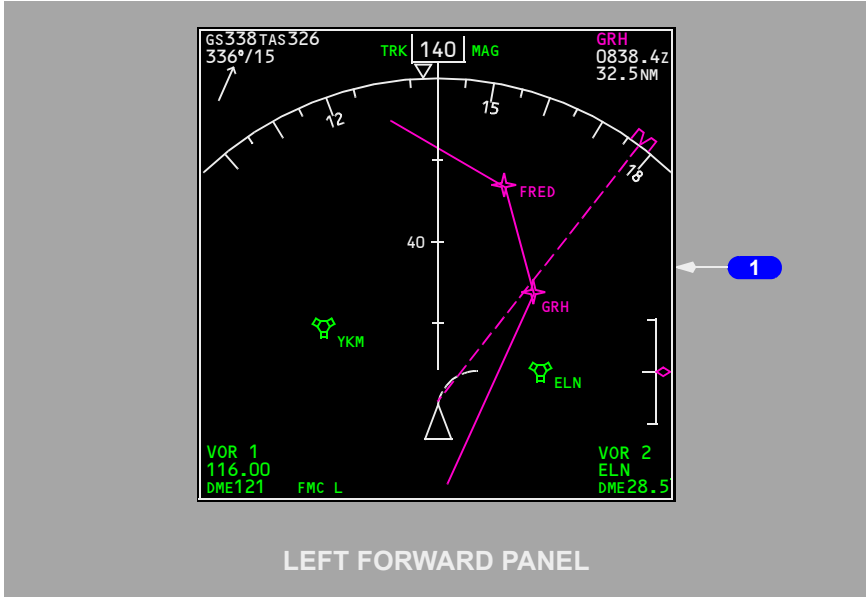 GS338TAS326
336°/15
TRK 140 MAG
GRH
0838.4Z
32.5NM
12
15
18
FRED
40
GRH
YKM
ELN
1
VOR 1
116.00
DME121
FMC L
VOR 2
ELN
DME28.5
LEFT FORWARD PANEL